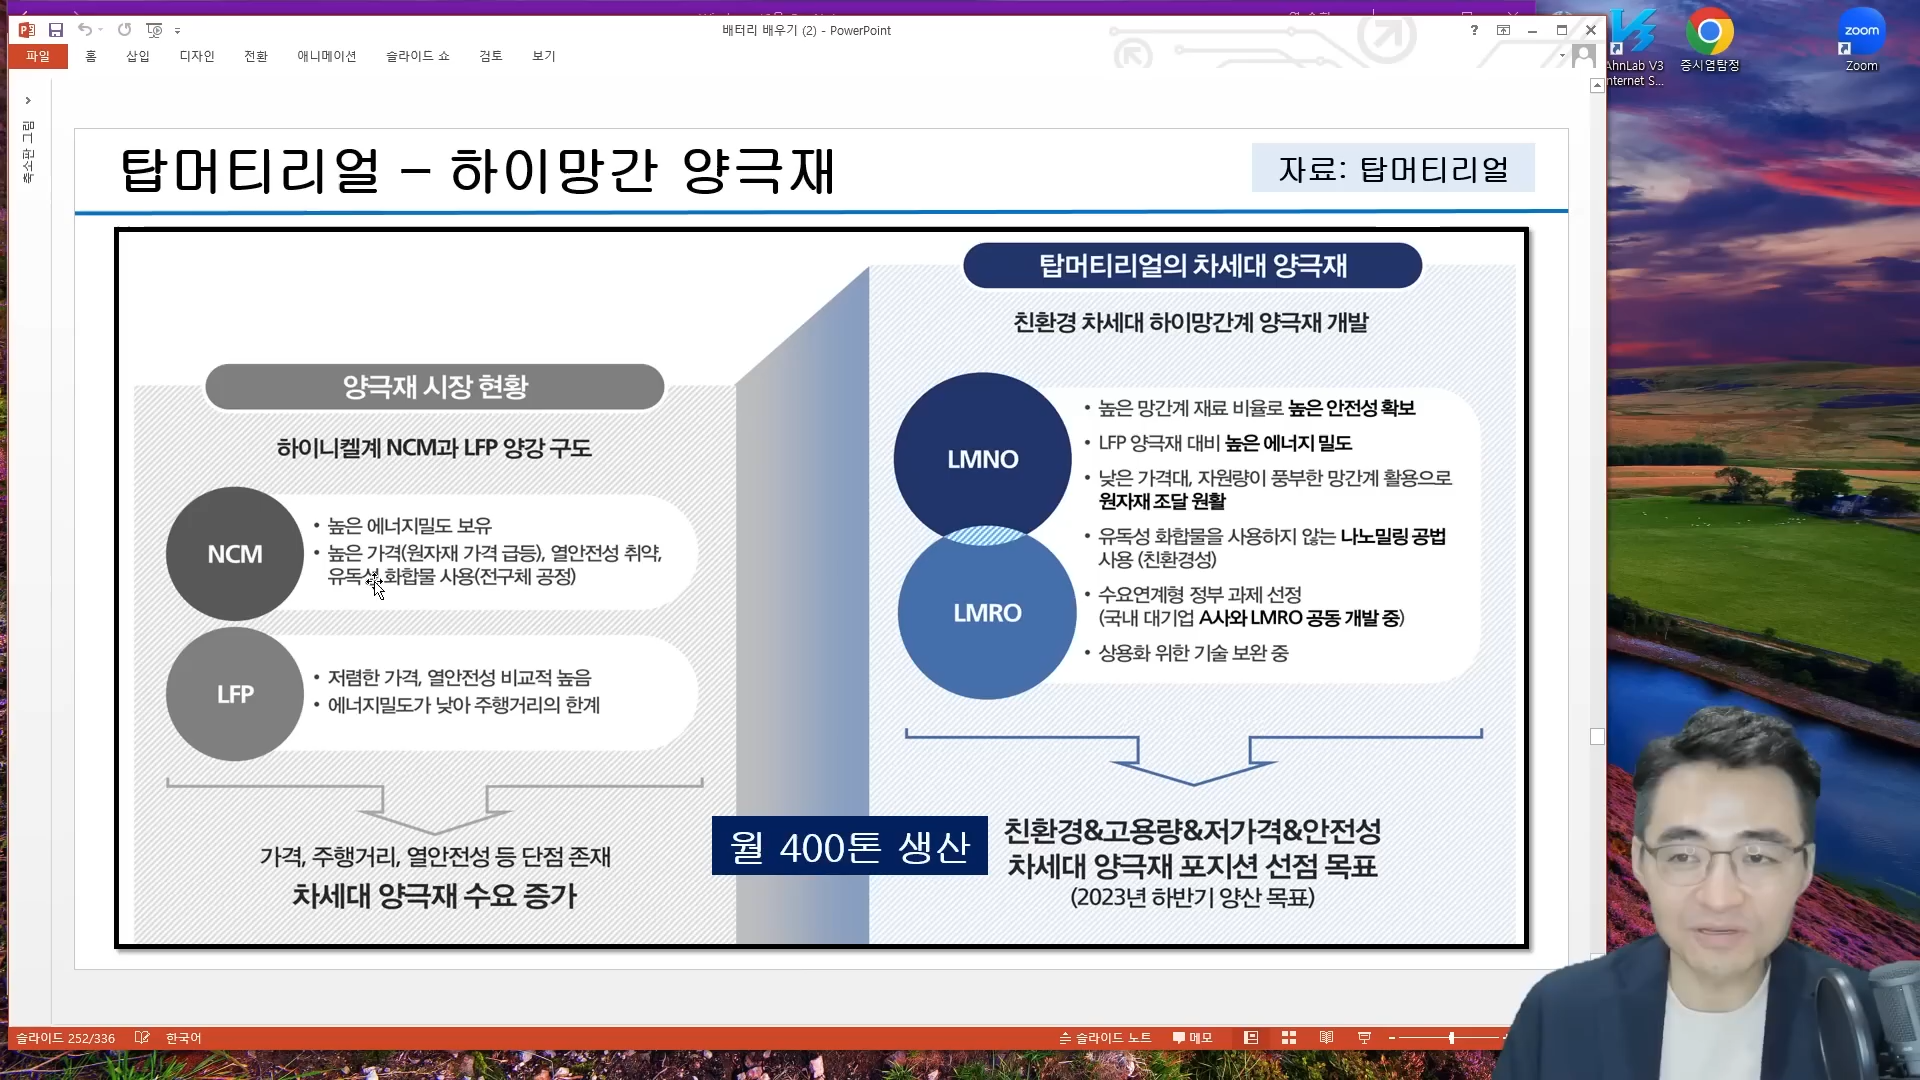 배터리 배우기 (2) - PowerPoint
파일 홈 삽입 디자인 전환 애니메이션 슬라이드 쇼 검토 보기
축소판 그림
탑머티리얼 – 하이망간 양극재
자료: 탑머티리얼
양극재 시장 현황
하이니켈계 NCM과 LFP 양강 구도
NCM
• 높은 에너지밀도 보유
• 높은 가격(원자재 가격 급등), 열안전성 취약,
유독성 화합물 사용(전구체 공정)
LFP
• 저렴한 가격, 열안전성 비교적 높음
• 에너지밀도가 낮아 주행거리의 한계
가격, 주행거리, 열안전성 등 단점 존재
차세대 양극재 수요 증가
월 400톤 생산
탑머티리얼의 차세대 양극재
친환경 차세대 하이망간계 양극재 개발
LMNO
LMRO
• 높은 망간계 재료 비율로 높은 안전성 확보
• LFP 양극재 대비 높은 에너지 밀도
• 낮은 가격대, 자원량이 풍부한 망간계 활용으로
원자재 조달 원활
• 유독성 화합물을 사용하지 않는 나노밀링 공법
사용 (친환경성)
• 수요연계형 정부 과제 선정
(국내 대기업 A사와 LMRO 공동 개발 중)
• 상용화 위한 기술 보완 중
친환경&고용량&저가격&안전성
차세대 양극재 포지션 선점 목표
(2023년 하반기 양산 목표)
슬라이드 252/336 한국어
슬라이드 노트 메모
AhnLab V3
Internet S...
증시염탐정
zoom
Zoom